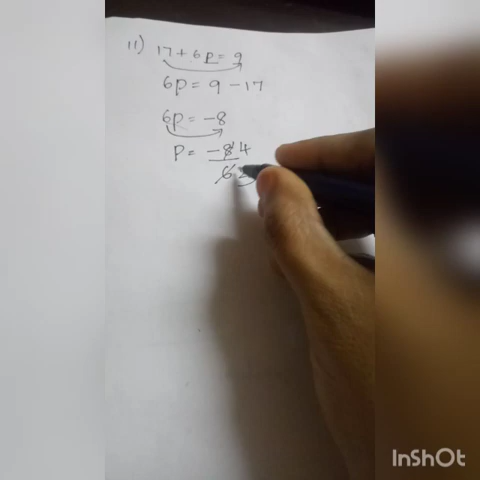 11) 17 + 6p = 9
6p = 9 - 17
6p = -8
p = -8 4
6
InShOt